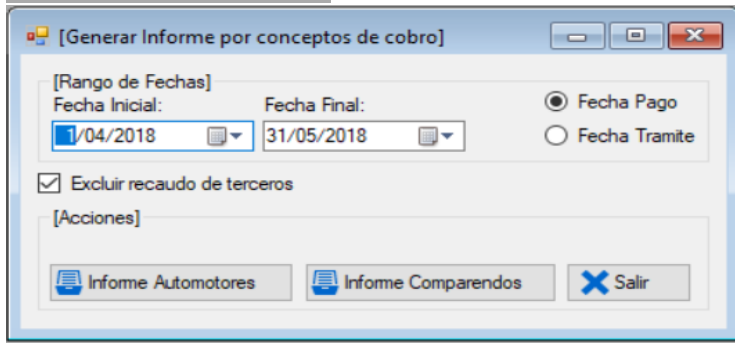 [Generar Informe por conceptos de cobro]
[Rango de Fechas]
Fecha Inicial: Fecha Final:
1/04/2018 31/05/2018
Fecha Pago
Fecha Tramite
Excluir recaudo de terceros
[Acciones]
Informe Automotores Informe Comparendos Salir